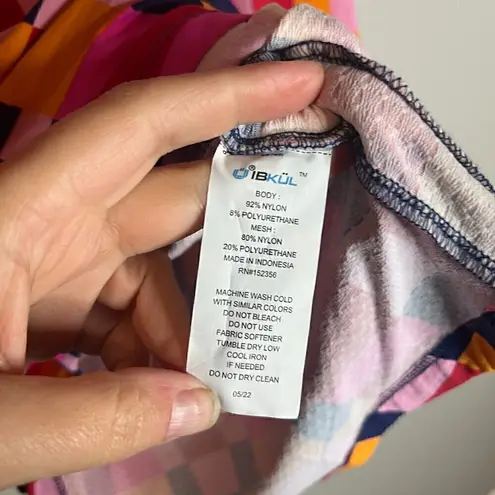 ® IBKÜL ™
BODY :
92% NYLON
8% POLYURETHANE
MESH :
80% NYLON
20% POLYURETHANE
MADE IN INDONESIA
RN#152356
MACHINE WASH COLD
WITH SIMILAR COLORS
DO NOT BLEACH
DO NOT USE
FABRIC SOFTENER
TUMBLE DRY LOW
COOL IRON
IF NEEDED
DO NOT DRY CLEAN
05/22